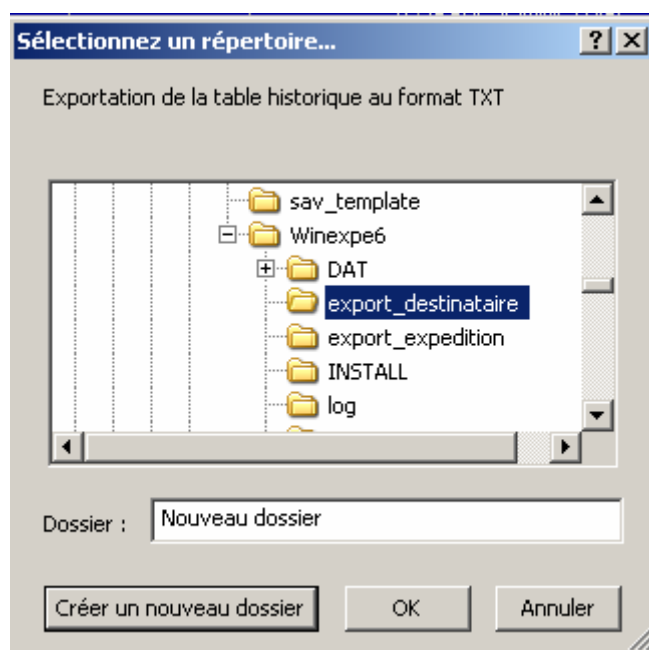 Sélectionnez un répertoire...
Exportation de la table historique au format TXT
sav_template
Winexpe6
DAT
export_destinataire
export_expedition
INSTALL
log
Dossier : Nouveau dossier
Créer un nouveau dossier OK Annuler